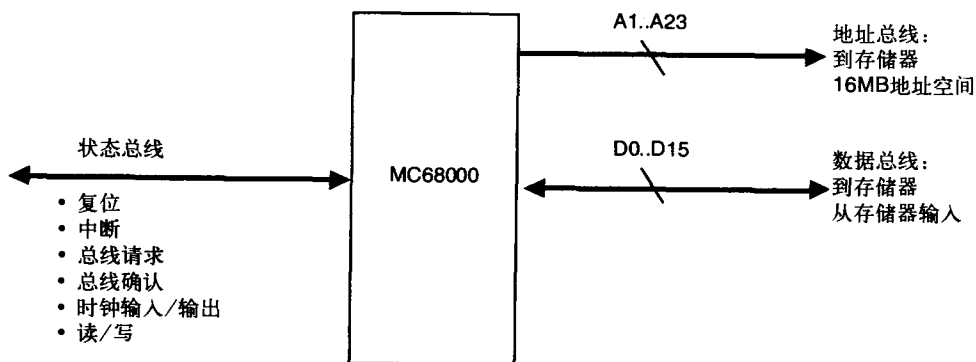 A1..A23
地址总线：
到存储器
16MB地址空间
状态总线
MC68000
D0..D15
数据总线：
到存储器
从存储器输入
• 复位
• 中断
• 总线请求
• 总线确认
• 时钟输入/输出
• 读/写